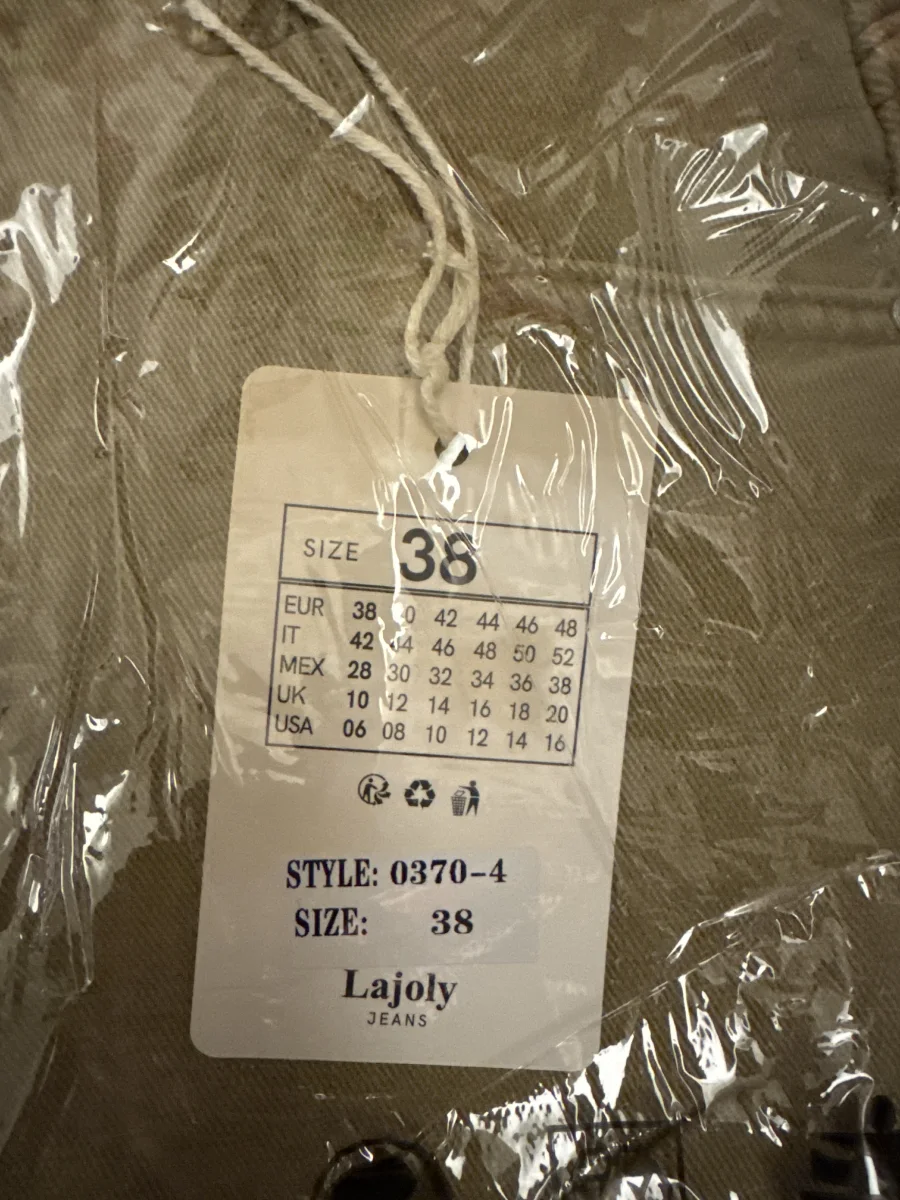 SIZE 38
EUR 38 40 42 44 46 48
IT 42 44 46 48 50 52
MEX 28 30 32 34 36 38
UK 10 12 14 16 18 20
USA 06 08 10 12 14 16
STYLE: 0370-4
SIZE: 38
Lajoly
JEANS